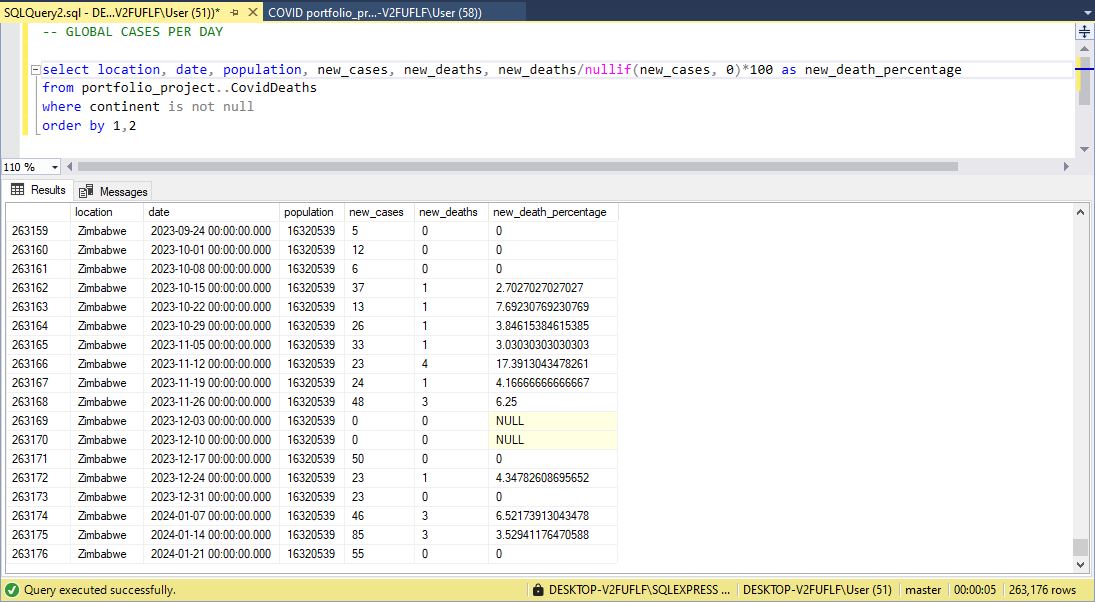 SQLQuery2.sql - DE...V2FUFLF\User (51))* COVID portfolio_pr...-V2FUFLF\User (58))
-- GLOBAL CASES PER DAY
select location, date, population, new_cases, new_deaths, new_deaths/nullif(new_cases, 0)*100 as new_death_percentage
from portfolio_project..CovidDeaths
where continent is not null
order by 1,2
110 %
Results Messages
location date population new_cases new_deaths new_death_percentage
263159 Zimbabwe 2023-09-24 00:00:00.000 16320539 5 0 0
263160 Zimbabwe 2023-10-01 00:00:00.000 16320539 12 0 0
263161 Zimbabwe 2023-10-08 00:00:00.000 16320539 6 0 0
263162 Zimbabwe 2023-10-15 00:00:00.000 16320539 37 1 2.7027027027027
263163 Zimbabwe 2023-10-22 00:00:00.000 16320539 13 1 7.69230769230769
263164 Zimbabwe 2023-10-29 00:00:00.000 16320539 26 1 3.84615384615385
263165 Zimbabwe 2023-11-05 00:00:00.000 16320539 33 1 3.03030303030303
263166 Zimbabwe 2023-11-12 00:00:00.000 16320539 23 4 17.3913043478261
263167 Zimbabwe 2023-11-19 00:00:00.000 16320539 24 1 4.16666666666667
263168 Zimbabwe 2023-11-26 00:00:00.000 16320539 48 3 6.25
263169 Zimbabwe 2023-12-03 00:00:00.000 16320539 0 0 NULL
263170 Zimbabwe 2023-12-10 00:00:00.000 16320539 0 0 NULL
263171 Zimbabwe 2023-12-17 00:00:00.000 16320539 50 0 0
263172 Zimbabwe 2023-12-24 00:00:00.000 16320539 23 1 4.34782608695652
263173 Zimbabwe 2023-12-31 00:00:00.000 16320539 23 0 0
263174 Zimbabwe 2024-01-07 00:00:00.000 16320539 46 3 6.52173913043478
263175 Zimbabwe 2024-01-14 00:00:00.000 16320539 85 3 3.52941176470588
263176 Zimbabwe 2024-01-21 00:00:00.000 16320539 55 0 0
Query executed successfully. DESKTOP-V2FUFLF\SQLEXPRESS ... DESKTOP-V2FUFLF\User (51) master 00:00:05 263,176 rows